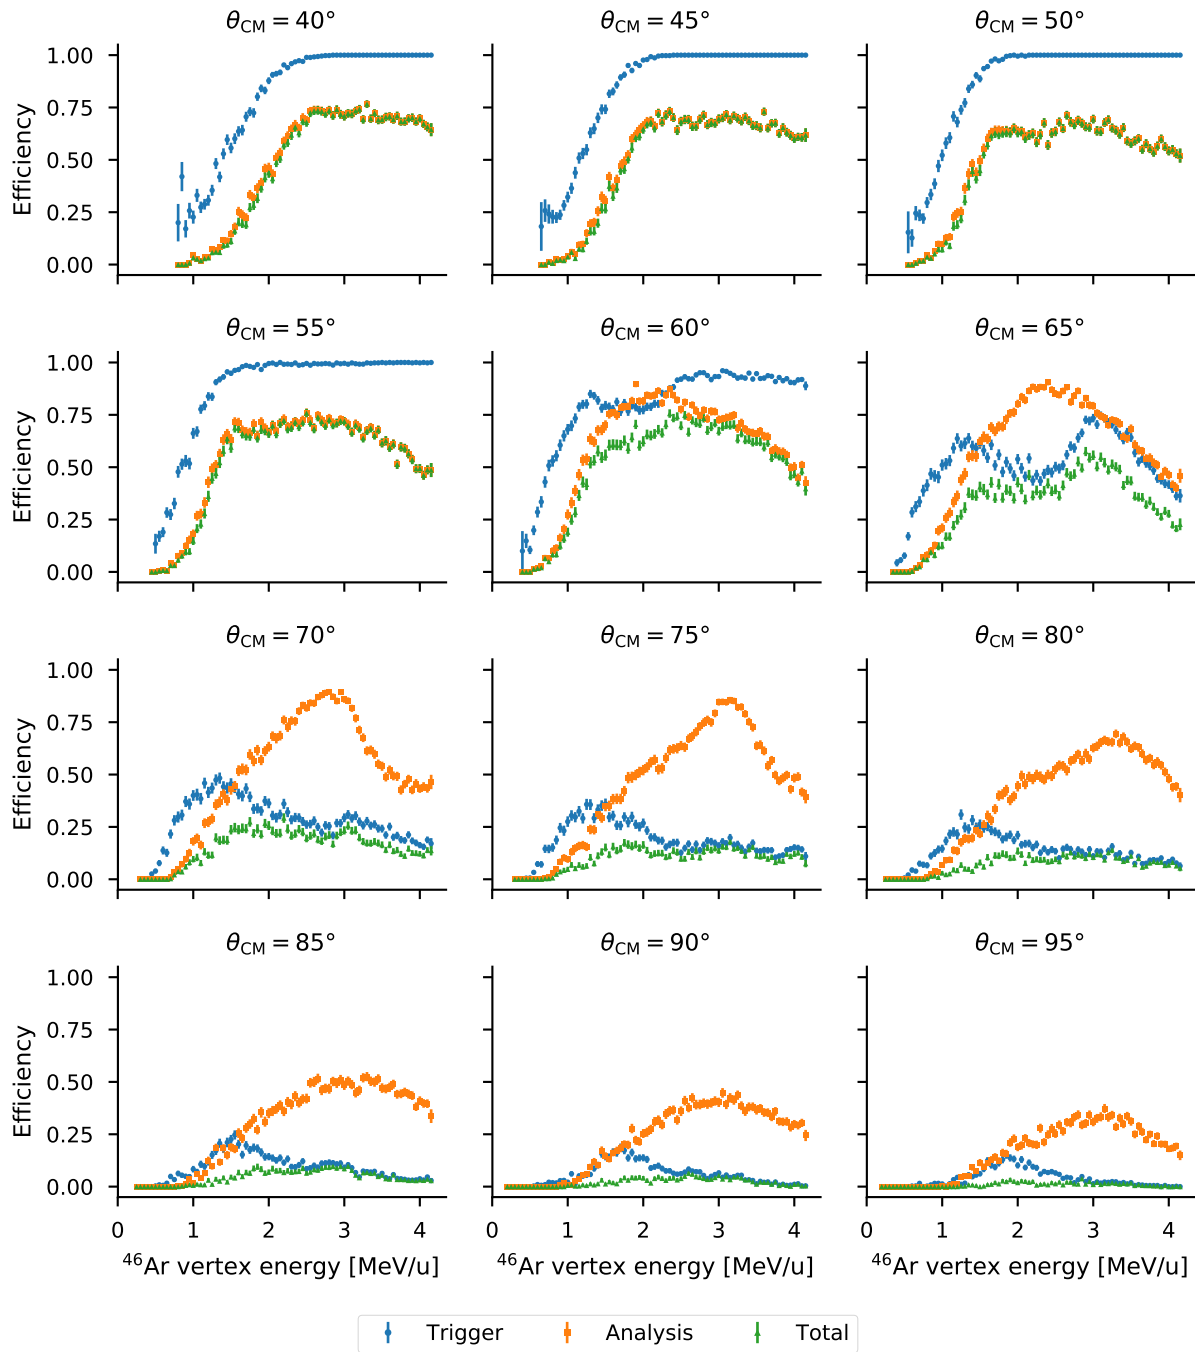 θCM = 40° θCM = 45° θCM = 50°
1.00
0.75
0.50
0.25
0.00
Efficiency
θCM = 55° θCM = 60° θCM = 65°
1.00
0.75
0.50
0.25
0.00
Efficiency
θCM = 70° θCM = 75° θCM = 80°
1.00
0.75
0.50
0.25
0.00
Efficiency
θCM = 85° θCM = 90° θCM = 95°
1.00
0.75
0.50
0.25
0.00
Efficiency
0 1 2 3 4 0 1 2 3 4 0 1 2 3 4
⁴⁶Ar vertex energy [MeV/u] ⁴⁶Ar vertex energy [MeV/u] ⁴⁶Ar vertex energy [MeV/u]
Trigger Analysis Total